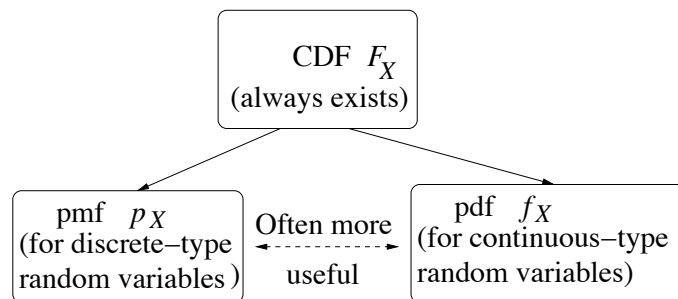 CDF F_X
(always exists)
pmf p_X
(for discrete-type
random variables)
Often more
useful
pdf f_X
(for continuous-type
random variables)